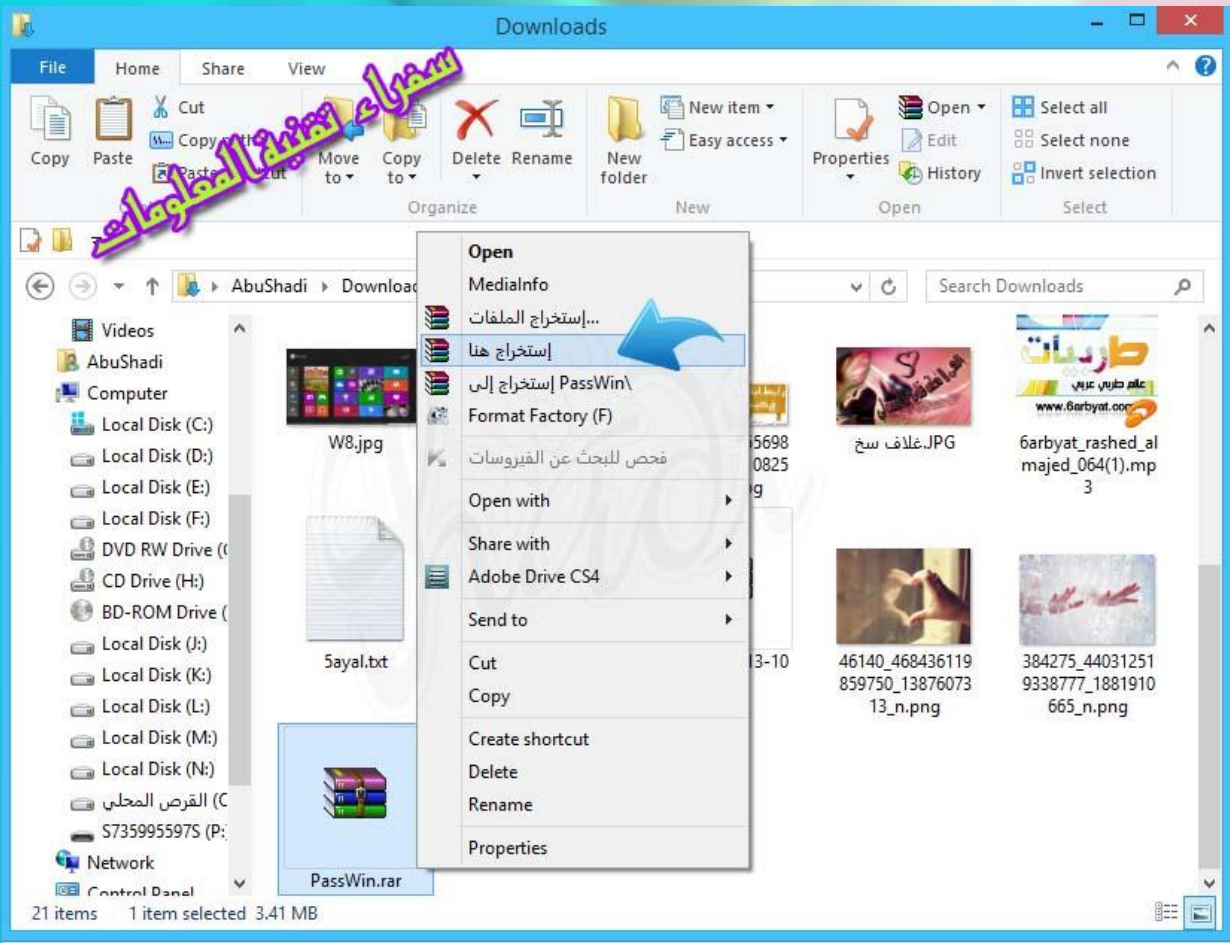 Downloads
File Home Share View
سفراء تقنية المعلومات
Copy
Paste
Cut
Move to
Copy to
Delete
Rename
New folder
New item
Easy access
Properties
Open
Edit
History
Select all
Select none
Invert selection
Organize
New
Open
Select
AbuShadi
Search Downloads
Videos
AbuShadi
Computer
Local Disk (C:)
Local Disk (D:)
Local Disk (E:)
Local Disk (F:)
DVD RW Drive
CD Drive (H:)
BD-ROM Drive (
Local Disk (J:)
Local Disk (K:)
Local Disk (L:)
Local Disk (M:)
Local Disk (N:)
القرص المحلي
S735995597S (P:
Network
Control Panel
Open
MediaInfo
إستخراج الملفات...
إستخراج هنا
إستخراج إلى PassWin\
Format Factory (F)
فحص للبحث عن الفيروسات
Open with
Share with
Adobe Drive CS4
Send to
Cut
Copy
Create shortcut
Delete
Rename
Properties
W8.jpg
غلاف سخ.JPG
طربيات
عالم طربي عربي
6arbyat_rashed_al
majed_064(1).mp
3
5ayal.txt
46140_468436119
859750_13876073
13_n.png
384275_44031251
9338777_1881910
665_n.png
PassWin.rar
21 items 1 item selected 3.41 MB